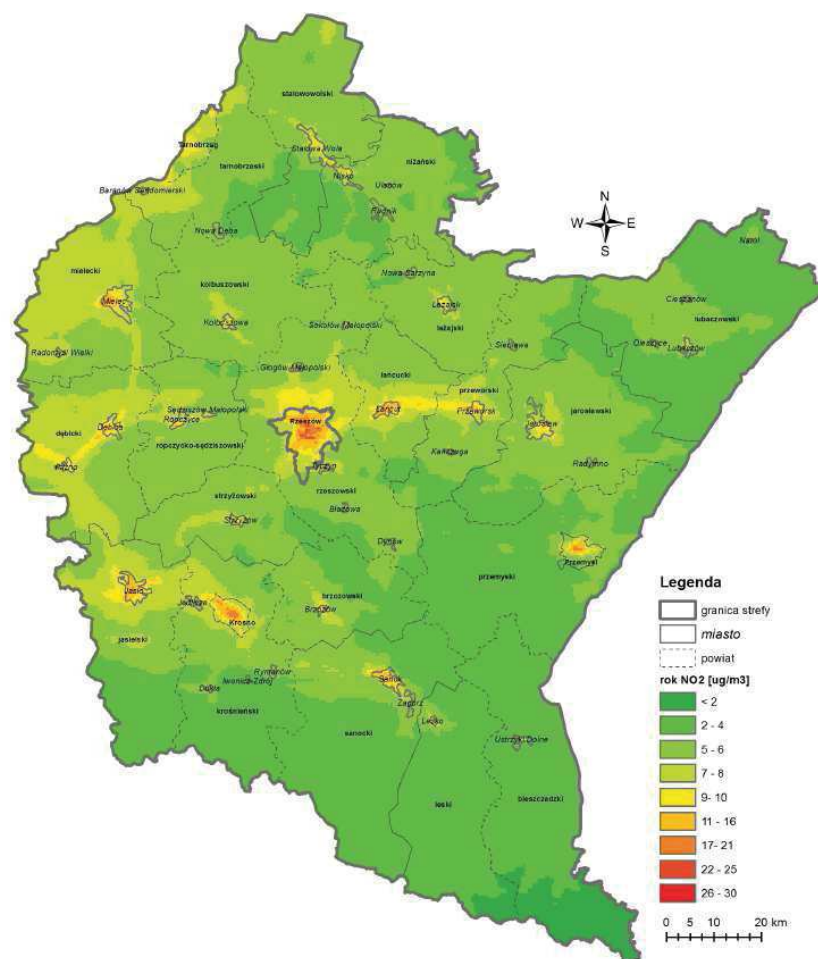 stalowowolski
Tarnobrzeg
Stalowa Wola
niżański
tarnobrzeski
Nisko
Ulanów
Baranów Sandomierski
Rudnik
N
W E
S
Nowa Dęba
Narol
mielecki
kolbuszowski
Nowa Sarzyna
Cieszanów
Mielec
Leżajsk
lubaczowski
Kolbuszowa
Sokołów Małopolski
leżajski
Sieniawa
Oleszyce
Lubaczów
Radomyśl Wielki
Głogów Małopolski
łańcucki
przeworski
jarosławski
Sędziszów Małopolski
Łańcut
Przeworsk
dębicki
Dębica
Ropczyce
Rzeszów
Jarosław
ropczycko-sędziszowski
Kańczuga
Pilzno
Tyczyn
Radymno
rzeszowski
strzyżowski
Błażowa
Strzyżów
Dynów
przemyski
Przemyśl
Jasło
Jedlicze
brzozowski
Krosno
Brzozów
jasielski
Rymanów
Iwonicz-Zdrój
Dukla
Sanok
Zagórz
krośnieński
Lesko
sanocki
Ustrzyki Dolne
leski
bieszczadzki
Legenda
granica strefy
miasto
powiat
rok NO2 [ug/m3]
< 2
2 - 4
5 - 6
7 - 8
9- 10
11 - 16
17- 21
22 - 25
26 - 30
0 5 10 20 km